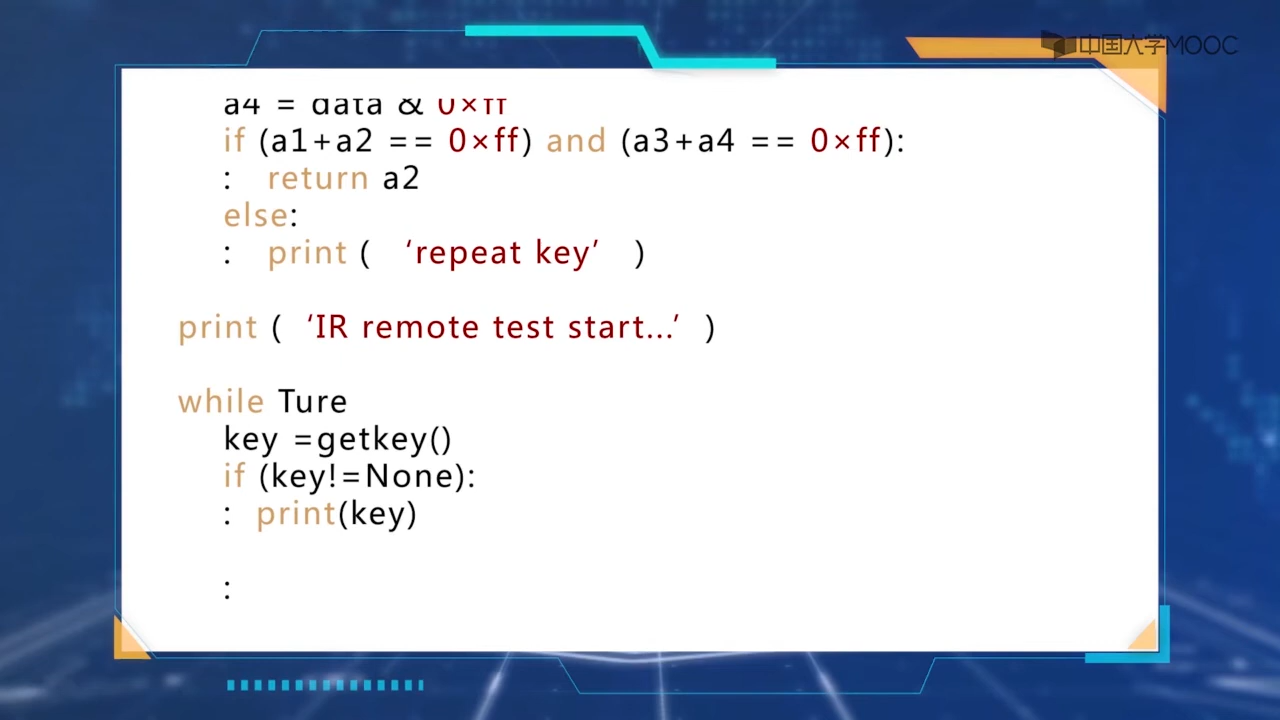 中国大学MOOC
a4 = data & 0×ff
if (a1+a2 == 0×ff) and (a3+a4 == 0×ff):
:   return a2
else:
:   print ( ‘repeat key’ )
print ( ‘IR remote test start...’ )
while Ture
key =getkey()
if (key!=None):
:  print(key)
: